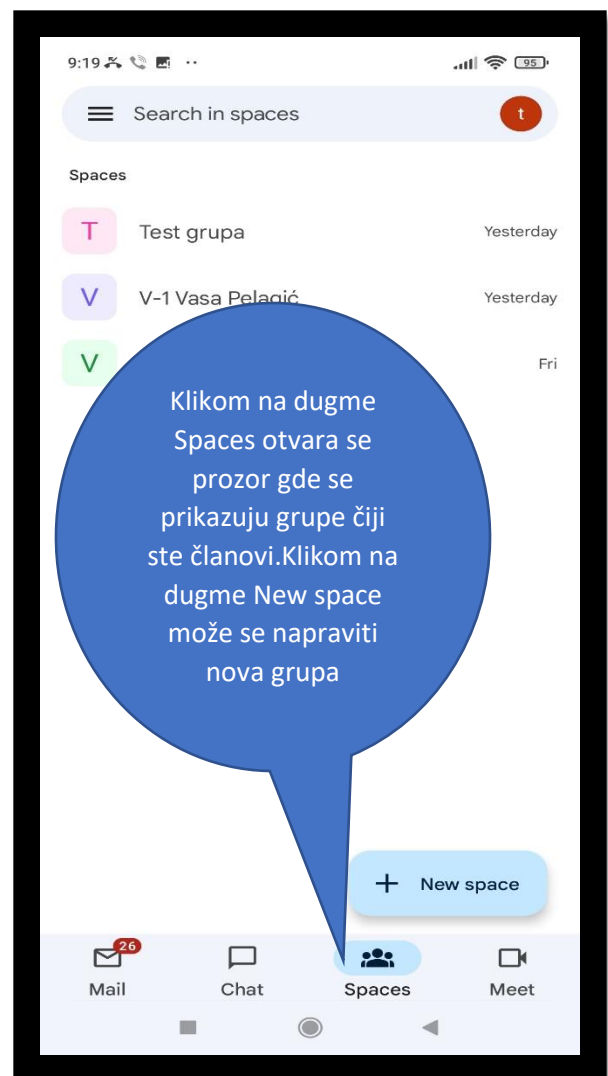 9:19
95
Search in spaces
t
Spaces
T
Test grupa
Yesterday
V
V-1 Vasa Pelagić
Yesterday
V
Fri
Klikom na dugme
Spaces otvara se
prozor gde se
prikazuju grupe čiji
ste članovi.Klikom na
dugme New space
može se napraviti
nova grupa
+ New space
26
Mail
Chat
Spaces
Meet